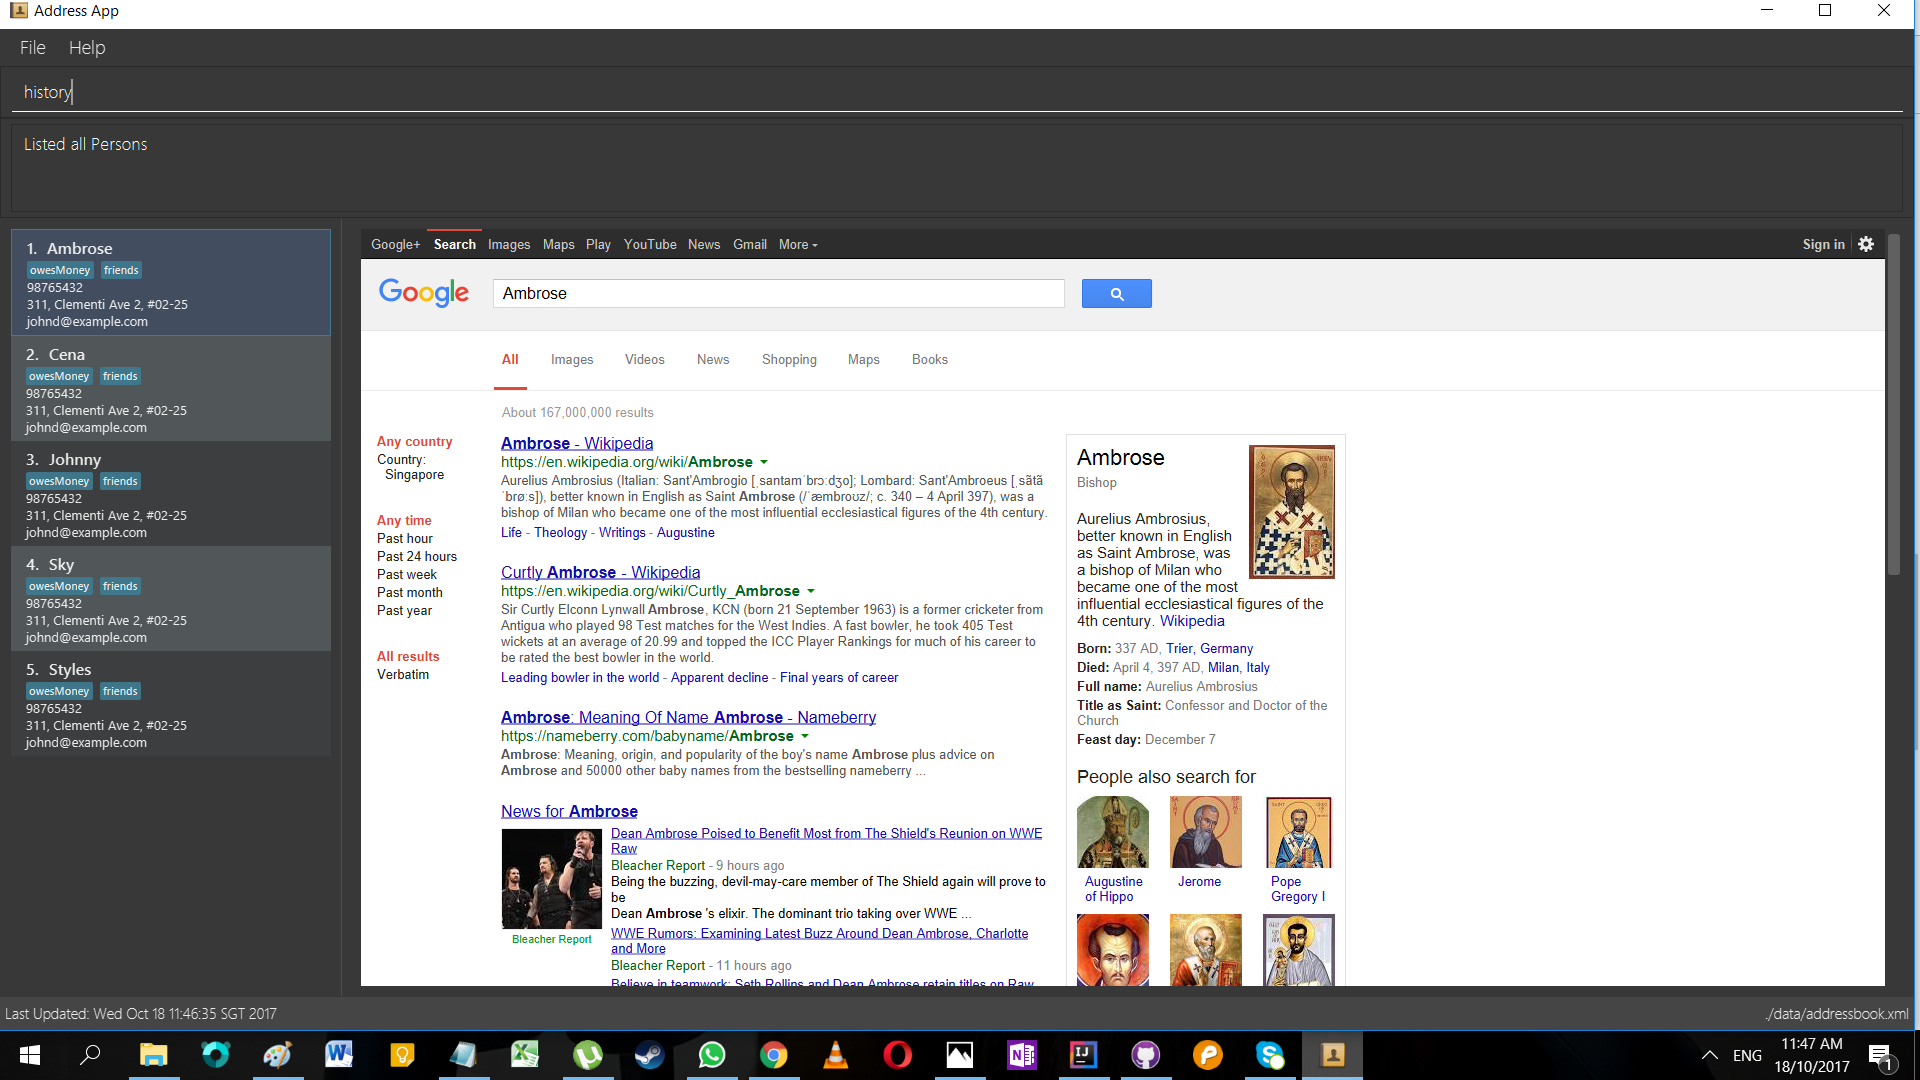 Address App
File Help
history
Listed all Persons
1. Ambrose
owesMoney friends
98765432
311, Clementi Ave 2, #02-25
johnd@example.com
2. Cena
owesMoney friends
98765432
311, Clementi Ave 2, #02-25
johnd@example.com
3. Johnny
owesMoney friends
98765432
311, Clementi Ave 2, #02-25
johnd@example.com
4. Sky
owesMoney friends
98765432
311, Clementi Ave 2, #02-25
johnd@example.com
5. Styles
owesMoney friends
98765432
311, Clementi Ave 2, #02-25
johnd@example.com
Google+ Search Images Maps Play YouTube News Gmail More Sign in
Google
Ambrose
All Images Videos News Shopping Maps Books
About 167,000,000 results
Any country
Country:
Singapore
Any time
Past hour
Past 24 hours
Past week
Past month
Past year
All results
Verbatim
Ambrose - Wikipedia
https://en.wikipedia.org/wiki/Ambrose
Aurelius Ambrosius (Italian: Sant'Ambrogio [ˌsantamˈbrɔːdʒo]; Lombard: Sant'Ambroeus [ˌsãtã
ˈbrøːs]), better known in English as Saint Ambrose (/ˈæmbroʊz/; c. 340 – 4 April 397), was a
bishop of Milan who became one of the most influential ecclesiastical figures of the 4th century.
Life - Theology - Writings - Augustine
Curtly Ambrose - Wikipedia
https://en.wikipedia.org/wiki/Curtly_Ambrose
Sir Curtly Elconn Lynwall Ambrose, KCN (born 21 September 1963) is a former cricketer from
Antigua who played 98 Test matches for the West Indies. A fast bowler, he took 405 Test
wickets at an average of 20.99 and topped the ICC Player Rankings for much of his career to
be rated the best bowler in the world.
Leading bowler in the world - Apparent decline - Final years of career
Ambrose: Meaning Of Name Ambrose - Nameberry
https://nameberry.com/babyname/Ambrose
Ambrose: Meaning, origin, and popularity of the boy's name Ambrose plus advice on
Ambrose and 50000 other baby names from the bestselling nameberry ...
News for Ambrose
Bleacher Report
Dean Ambrose Poised to Benefit Most from The Shield's Reunion on WWE
Raw
Bleacher Report - 9 hours ago
Being the buzzing, devil-may-care member of The Shield again will prove to
be
Dean Ambrose 's elixir. The dominant trio taking over WWE ...
WWE Rumors: Examining Latest Buzz Around Dean Ambrose, Charlotte
and More
Bleacher Report - 11 hours ago
Believe in teamwork: Seth Rollins and Dean Ambrose retain titles on Raw
Ambrose
Bishop
Aurelius Ambrosius,
better known in English
as Saint Ambrose, was
a bishop of Milan who
became one of the most
influential ecclesiastical figures of the
4th century. Wikipedia
Born: 337 AD, Trier, Germany
Died: April 4, 397 AD, Milan, Italy
Full name: Aurelius Ambrosius
Title as Saint: Confessor and Doctor of the
Church
Feast day: December 7
People also search for
Augustine
of Hippo
Jerome
Pope
Gregory I
Last Updated: Wed Oct 18 11:46:35 SGT 2017
./data/addressbook.xml
ENG
11:47 AM
18/10/2017
1